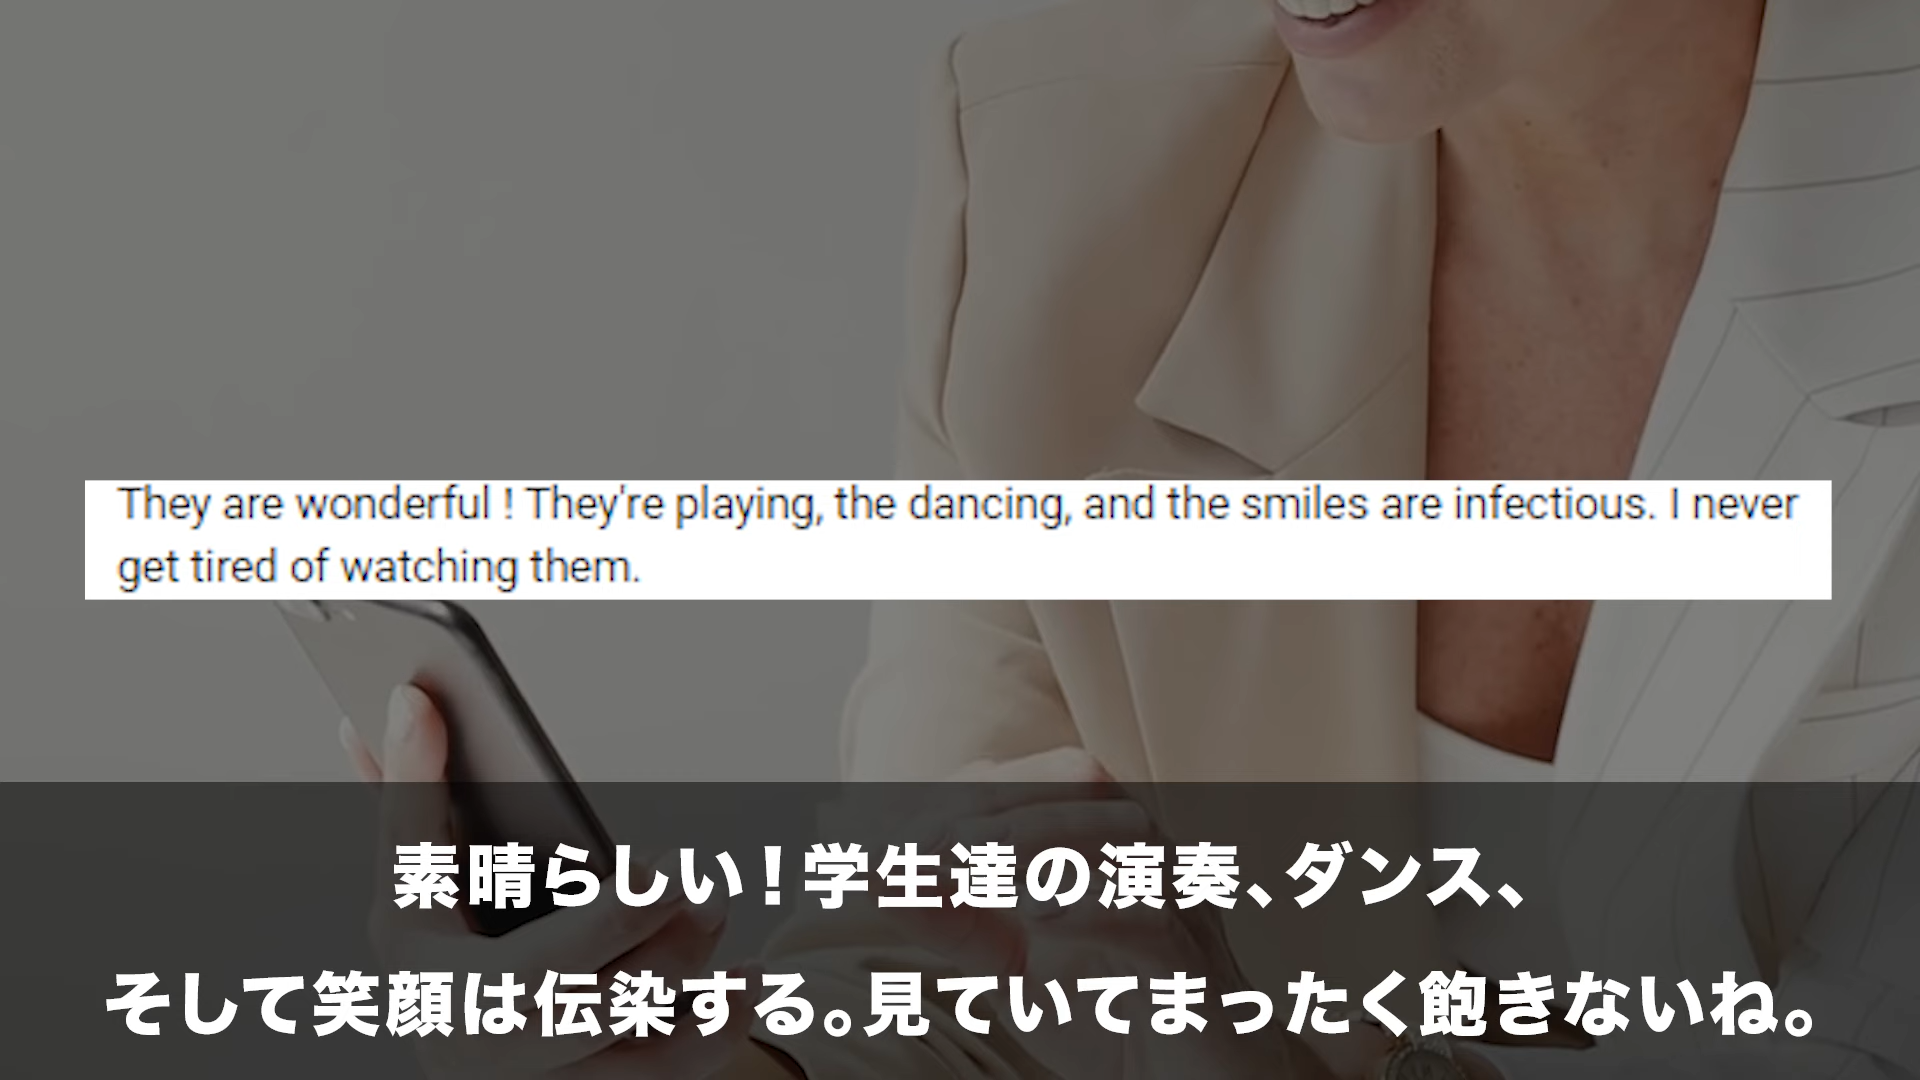 They are wonderful ! They're playing, the dancing, and the smiles are infectious. I never
get tired of watching them.
素晴らしい！学生達の演奏、ダンス、
そして笑顔は伝染する。見ていてまったく飽きないね。